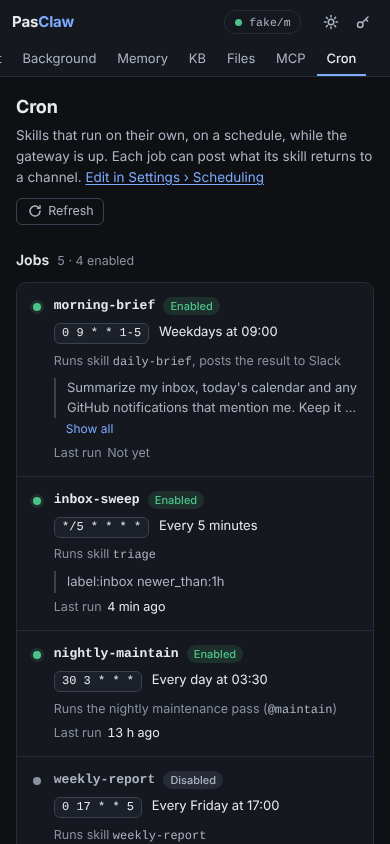 PasClaw
fake/m
t
Background
Memory
KB
Files
MCP
Cron
Cron
Skills that run on their own, on a schedule, while the
gateway is up. Each job can post what its skill returns to
a channel. Edit in Settings › Scheduling
Refresh
Jobs 5 · 4 enabled
morning-brief Enabled
0 9 * * 1-5 Weekdays at 09:00
Runs skill daily-brief, posts the result to Slack
Summarize my inbox, today's calendar and any
GitHub notifications that mention me. Keep it ...
Show all
Last run Not yet
inbox-sweep Enabled
*/5 * * * * Every 5 minutes
Runs skill triage
label:inbox newer_than:1h
Last run 4 min ago
nightly-maintain Enabled
30 3 * * * Every day at 03:30
Runs the nightly maintenance pass (@maintain)
Last run 13 h ago
weekly-report Disabled
0 17 * * 5 Every Friday at 17:00
Runs skill weekly-report